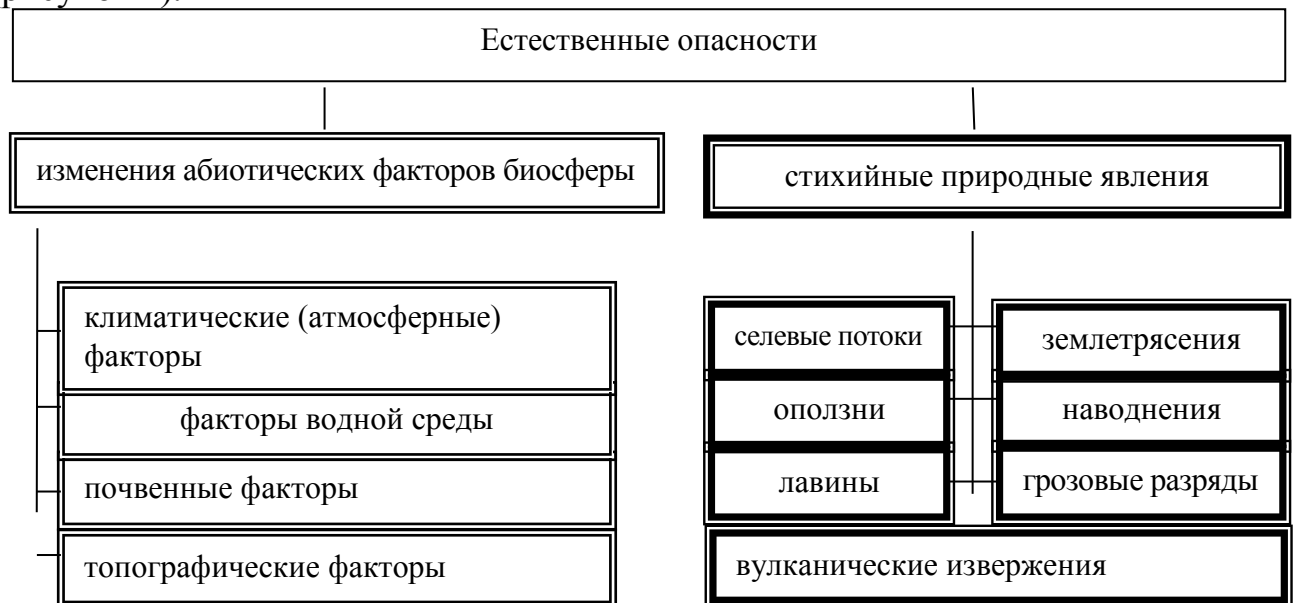 Естественные опасности
изменения абиотических факторов биосферы
стихийные природные явления
климатические (атмосферные)
факторы
факторы водной среды
почвенные факторы
топографические факторы
селевые потоки
землетрясения
оползни
наводнения
лавины
грозовые разряды
вулканические извержения